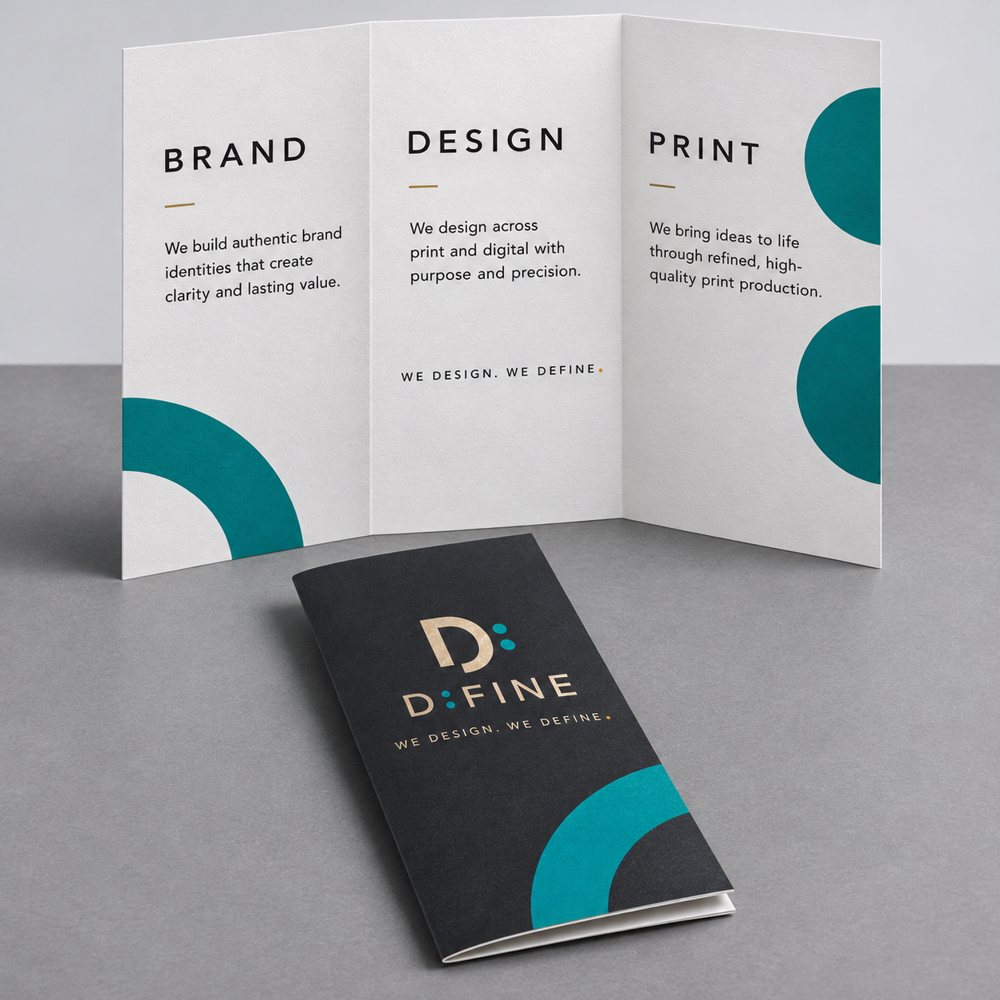 BRAND
We build authentic brand
identities that create
clarity and lasting value.
DESIGN
We design across
print and digital with
purpose and precision.
WE DESIGN. WE DEFINE.
PRINT
We bring ideas to life
through refined, high-
quality print production.
D:
D:FINE
WE DESIGN. WE DEFINE.